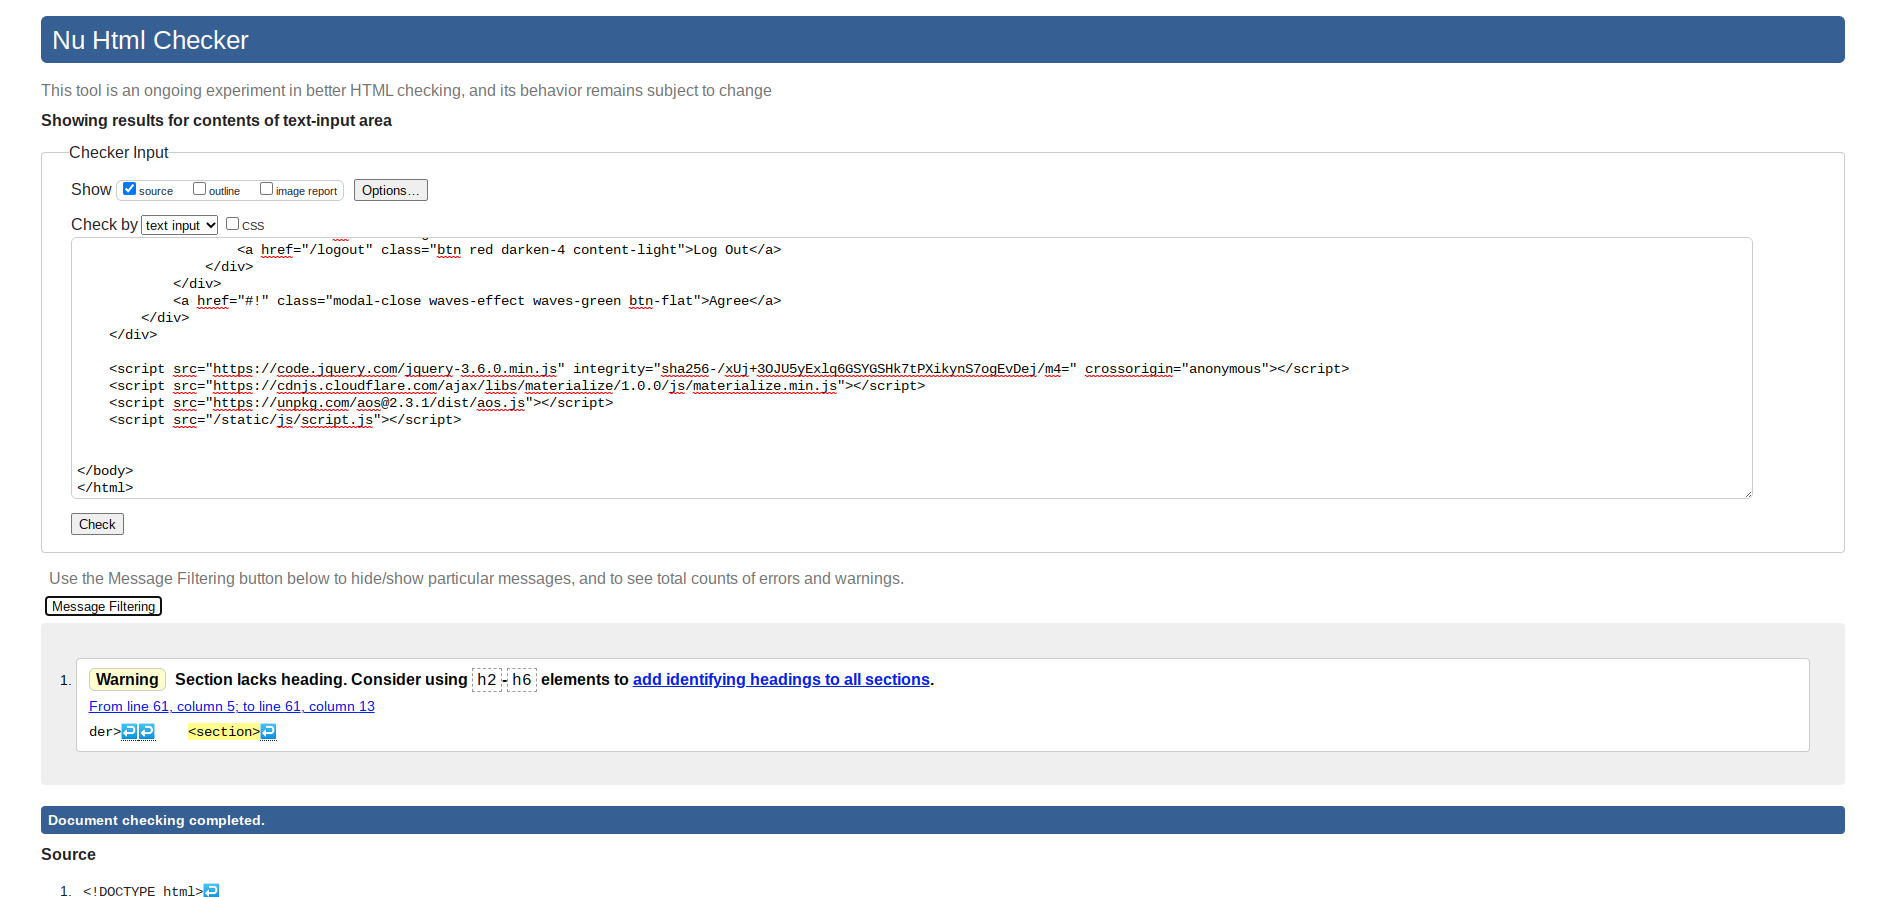 Nu Html Checker
This tool is an ongoing experiment in better HTML checking, and its behavior remains subject to change
Showing results for contents of text-input area
Checker Input
Show source outline image report Options...
Check by text input CSS
<a href="/logout" class="btn red darken-4 content-light">Log Out</a>
</div>
</div>
<a href="#!" class="modal-close waves-effect waves-green btn-flat">Agree</a>
</div>
</div>
<script src="https://code.jquery.com/jquery-3.6.0.min.js" integrity="sha256-/xUj+3OJU5yExlq6GSYGSHk7tPXikynS7ogEvDej/m4=" crossorigin="anonymous"></script>
<script src="https://cdnjs.cloudflare.com/ajax/libs/materialize/1.0.0/js/materialize.min.js"></script>
<script src="https://unpkg.com/aos@2.3.1/dist/aos.js"></script>
<script src="/static/js/script.js"></script>
</body>
</html>
Check
Use the Message Filtering button below to hide/show particular messages, and to see total counts of errors and warnings.
Message Filtering
1. Warning Section lacks heading. Consider using h2-h6 elements to add identifying headings to all sections.
From line 61, column 5; to line 61, column 13
der>↩↩ <section>↩
Document checking completed.
Source
1. <!DOCTYPE html>↩